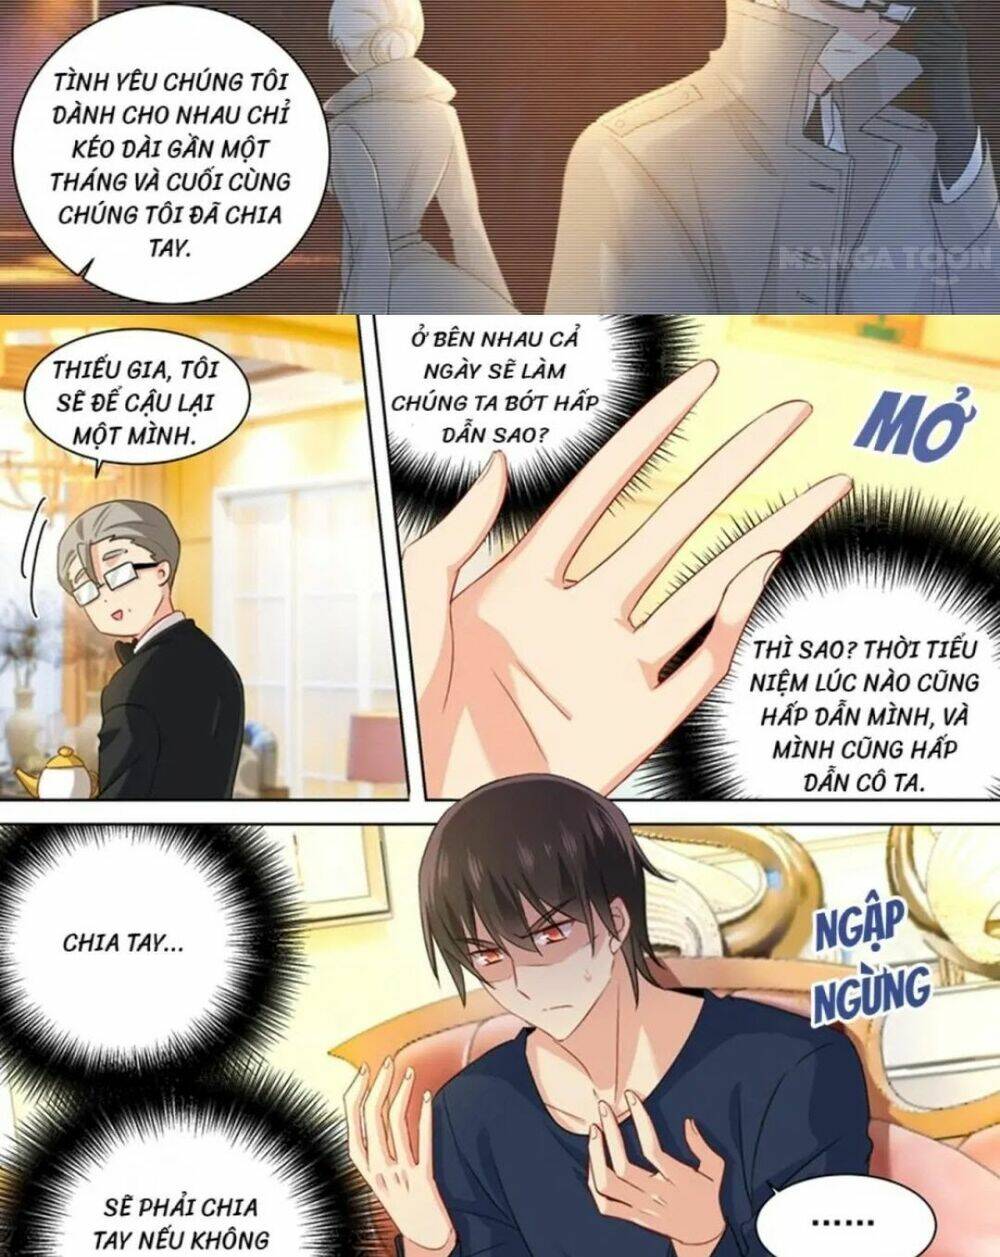 TÌNH YÊU CHÚNG TÔI
DÀNH CHO NHAU CHỈ
KÉO DÀI GẦN MỘT
THÁNG VÀ CUỐI CÙNG
CHÚNG TÔI ĐÃ CHIA
TAY.
MANGA TOON
THIẾU GIA, TÔI
SẼ ĐỂ CẬU LẠI
MỘT MÌNH.
Ở BÊN NHAU CẢ
NGÀY SẼ LÀM
CHÚNG TA BỚT HẤP
DẪN SAO?
MỞ
THÌ SAO? THỜI TIỂU
NIỆM LÚC NÀO CŨNG
HẤP DẪN MÌNH, VÀ
MÌNH CŨNG HẤP
DẪN CÔ TA.
CHIA TAY...
NGẬP
NGỪNG
SẼ PHẢI CHIA
TAY NẾU KHÔNG
......